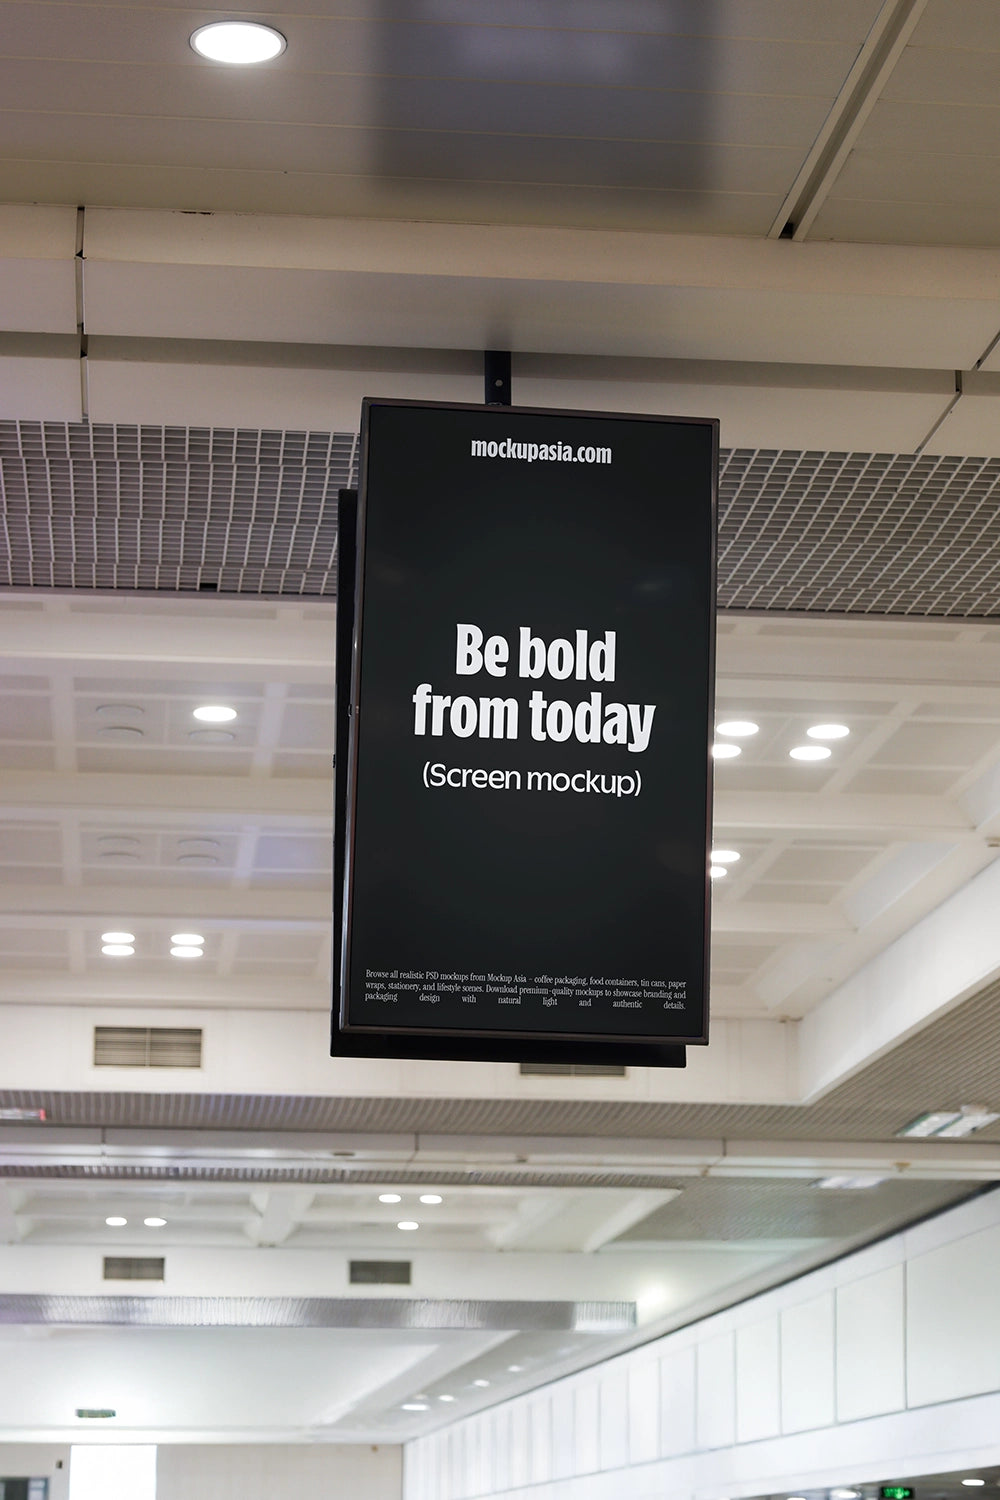 mockupasia.com
Be bold
from today
(Screen mockup)
Browse all realistic PSD mockups from Mockup Asia – coffee packaging, food containers, tin cans, paper
wraps, stationery, and lifestyle scenes. Download premium-quality mockups to showcase branding and
packaging design with natural light and authentic details.